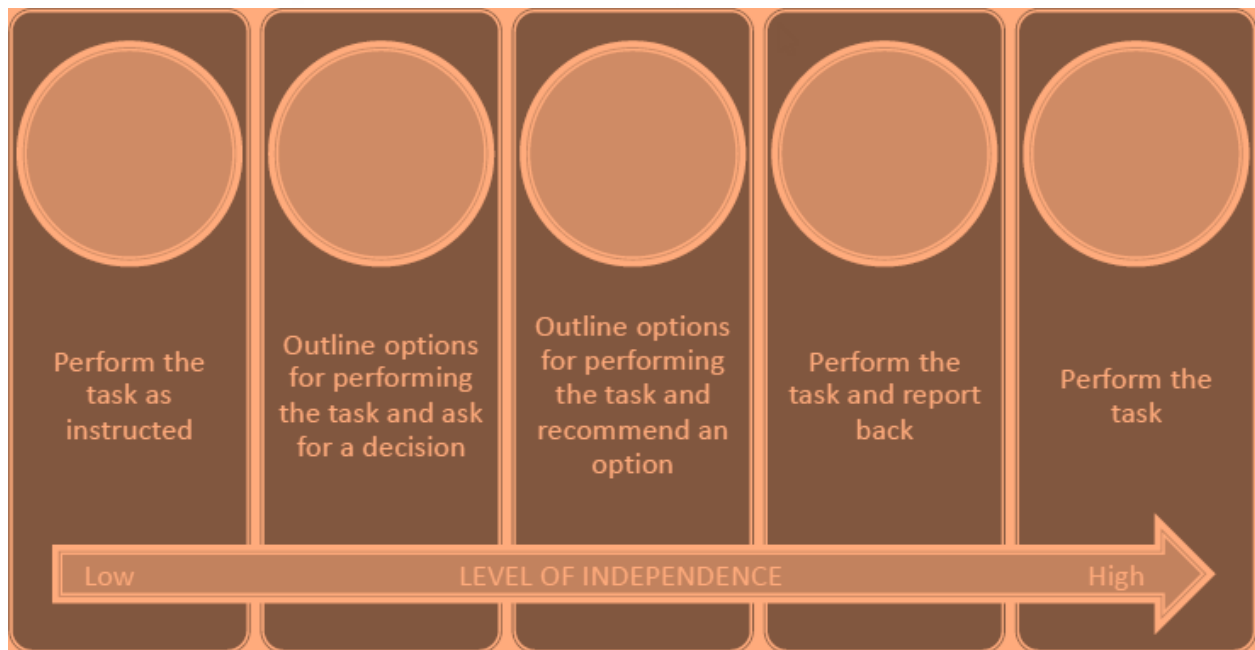 Perform the
task as
instructed
Outline options
for performing
the task and ask
for a decision
Outline options
for performing
the task and
recommend an
option
Perform the
task and report
back
Perform the
task
Low
LEVEL OF INDEPENDENCE
High